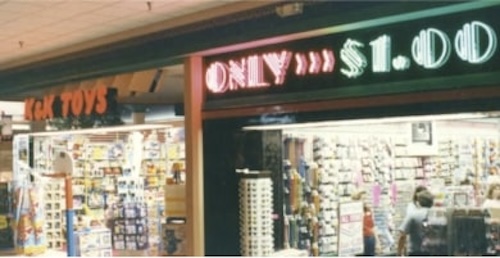 K&K TOYS
ONLY››› $1.00